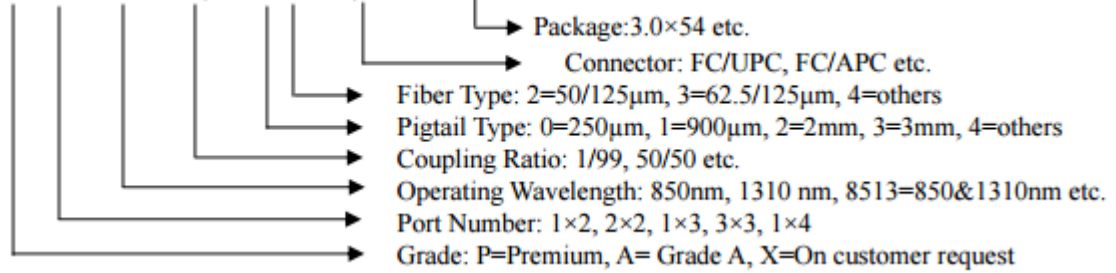 Package:3.0×54 etc.
Connector: FC/UPC, FC/APC etc.
Fiber Type: 2=50/125μm, 3=62.5/125μm, 4=others
Pigtail Type: 0=250μm, 1=900μm, 2=2mm, 3=3mm, 4=others
Coupling Ratio: 1/99, 50/50 etc.
Operating Wavelength: 850nm, 1310 nm, 8513=850&1310nm etc.
Port Number: 1×2, 2×2, 1×3, 3×3, 1×4
Grade: P=Premium, A= Grade A, X=On customer request